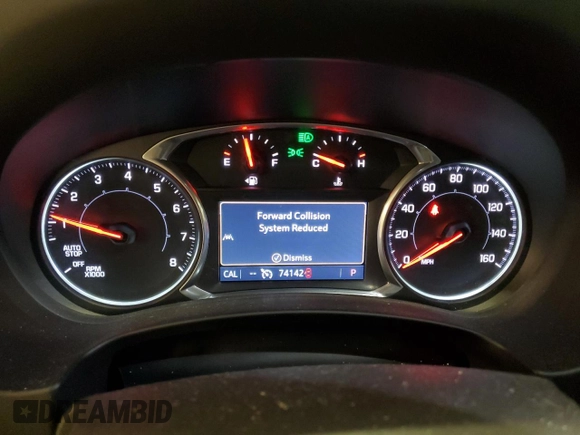 E F
C H
1 2 3 4 5 6 7 8
AUTO
STOP
OFF
RPM
X1000
Forward Collision
System Reduced
Dismiss
CAL -- 74142 P
0 20 40 60 80 100 120 140 160
MPH
DREAMBID